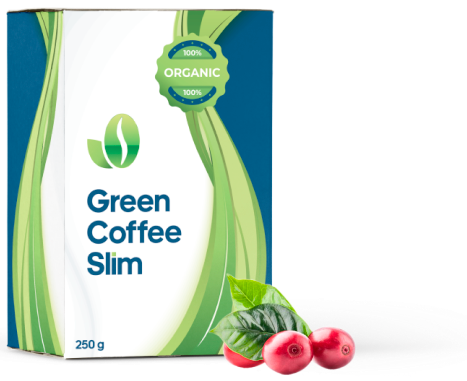 100%
ORGANIC
100%
Green
Coffee
Slim
250 g